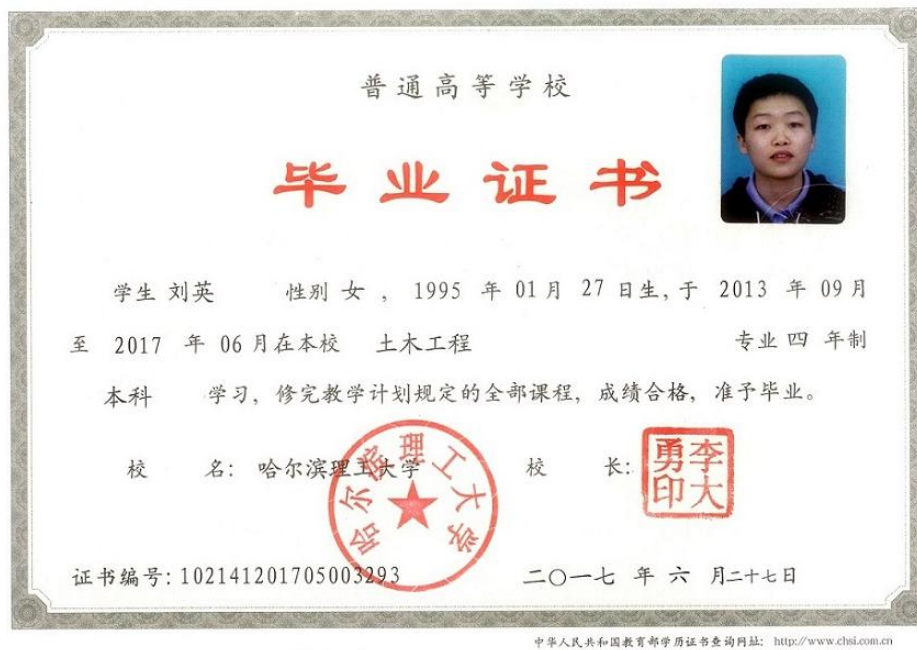 普通高等学校
毕业证书
学生 刘英 性别 女 , 1995 年 01 月 27 日生, 于 2013 年 09 月
至 2017 年 06 月在本校 土木工程 专业 四 年制
本科 学习, 修完教学计划规定的全部课程, 成绩合格, 准予毕业。
校 名: 哈尔滨理工大学 校 长:
哈尔滨理工大学
李大勇印
证书编号: 102141201705003293 二〇一七 年 六 月二十七日
中华人民共和国教育部学历证书查询网址: http://www.chsi.com.cn